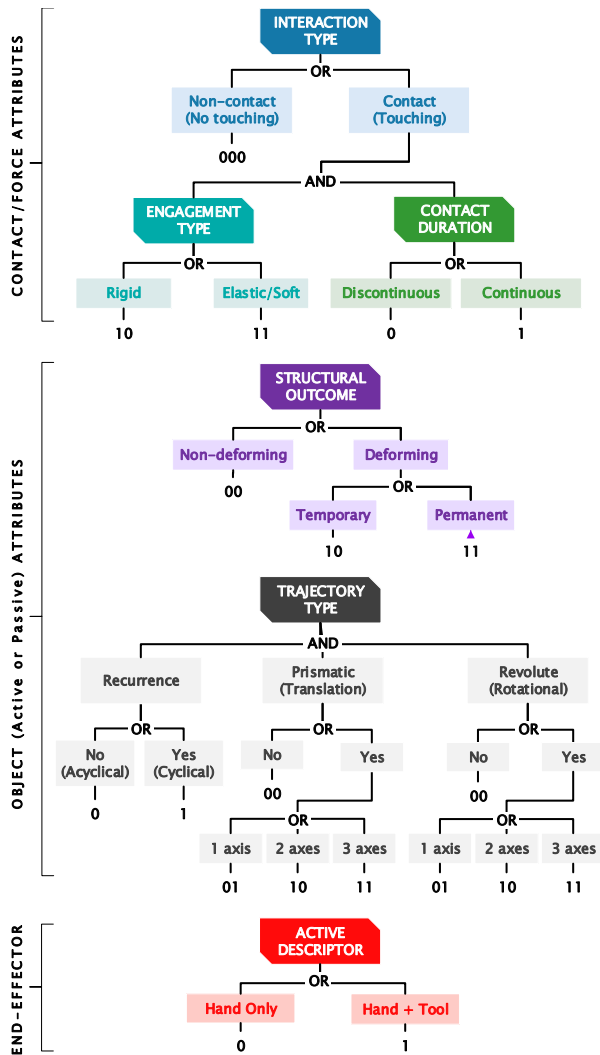 CONTACT/FORCE ATTRIBUTES
INTERACTION
TYPE
OR
Non-contact
(No touching)
Contact
(Touching)
000
AND
ENGAGEMENT
TYPE
CONTACT
DURATION
OR
OR
Rigid
Elastic/Soft
Discontinuous
Continuous
10
11
0
1
OBJECT (Active or Passive) ATTRIBUTES
STRUCTURAL
OUTCOME
OR
Non-deforming
Deforming
00
OR
Temporary
Permanent
10
11
TRAJECTORY
TYPE
AND
Recurrence
Prismatic
(Translation)
Revolute
(Rotational)
OR
OR
OR
No
(Acyclical)
Yes
(Cyclical)
No
Yes
No
Yes
0
1
00
00
OR
OR
1 axis
2 axes
3 axes
1 axis
2 axes
3 axes
01
10
11
01
10
11
END-EFFECTOR
ACTIVE
DESCRIPTOR
OR
Hand Only
Hand + Tool
0
1